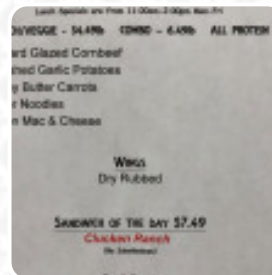 Lunch Specials are from 11:00am-2:00pm Mon-Fri
/VEGGIE - $4.49lb COMBO - 6.49lb ALL PROTEIN
ard Glazed Cornbeef
shed Garlic Potatoes
y Butter Carrots
r Noodles
n Mac & Cheese
WINGS
Dry Rubbed
SANDWICH OF THE DAY $7.49
Chicken Ranch